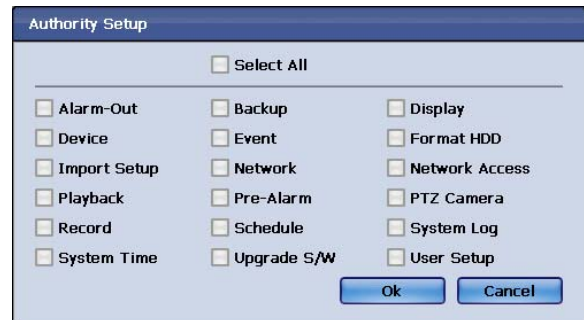 Authority Setup
Select All
Alarm-Out Backup Display
Device Event Format HDD
Import Setup Network Network Access
Playback Pre-Alarm PTZ Camera
Record Schedule System Log
System Time Upgrade S/W User Setup
Ok Cancel